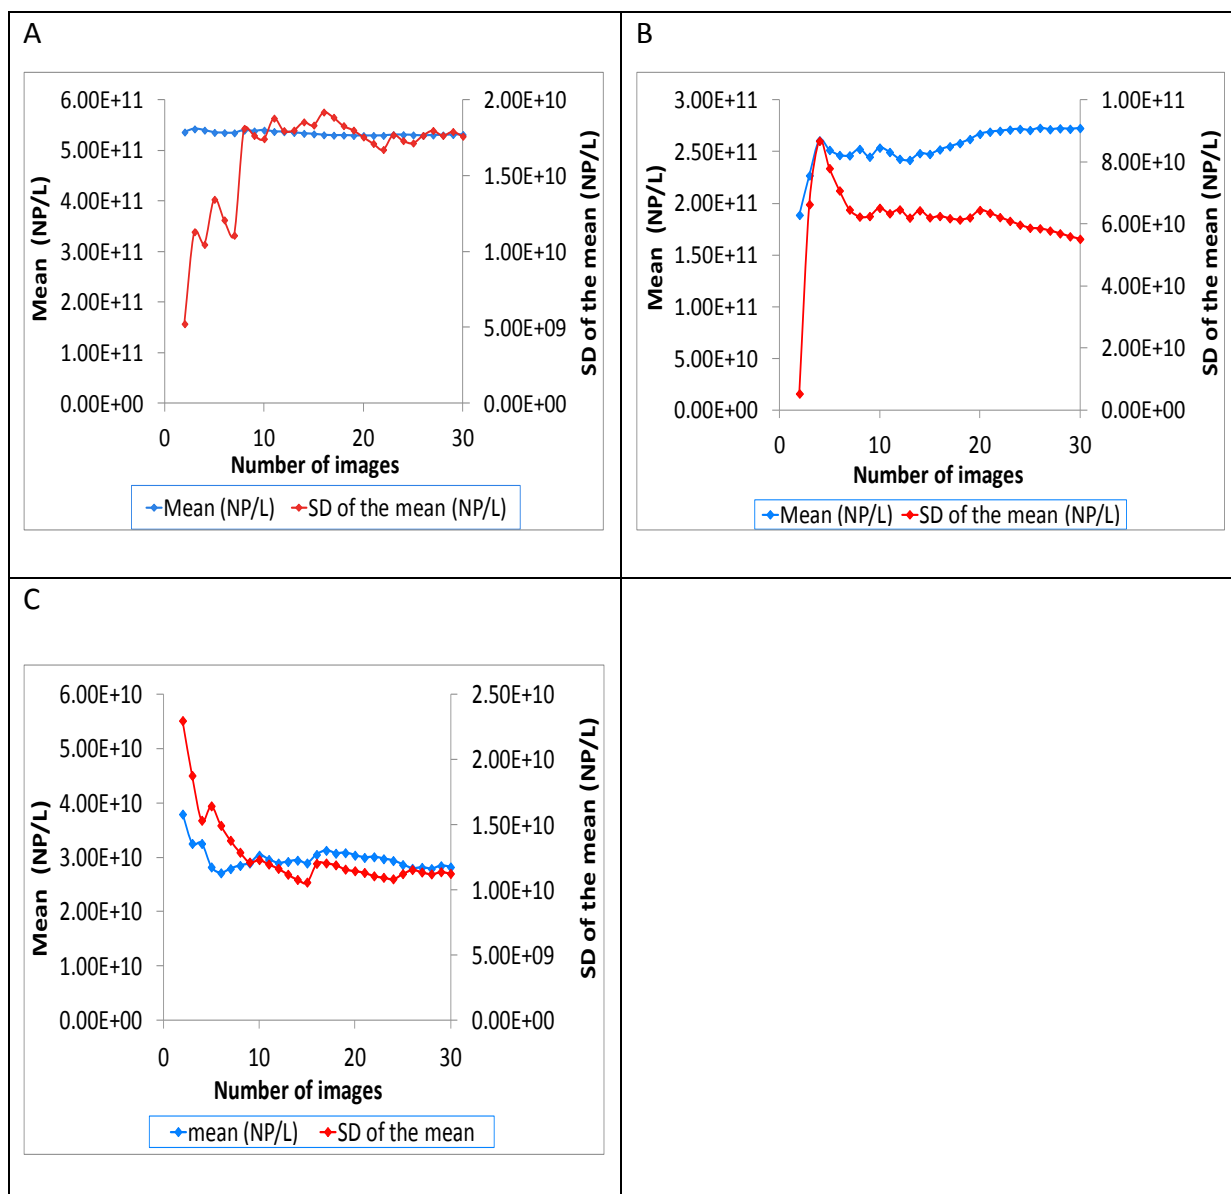 A
6.00E+11
5.00E+11
4.00E+11
3.00E+11
2.00E+11
1.00E+11
0.00E+00
Mean (NP/L)
2.00E+10
1.50E+10
1.00E+10
5.00E+09
0.00E+00
SD of the mean (NP/L)
0 10 20 30
Number of images
Mean (NP/L) SD of the mean (NP/L)
B
3.00E+11
2.50E+11
2.00E+11
1.50E+11
1.00E+11
5.00E+10
0.00E+00
Mean (NP/L)
1.00E+11
8.00E+10
6.00E+10
4.00E+10
2.00E+10
0.00E+00
SD of the mean (NP/L)
0 10 20 30
Number of images
Mean (NP/L) SD of the mean (NP/L)
C
6.00E+10
5.00E+10
4.00E+10
3.00E+10
2.00E+10
1.00E+10
0.00E+00
Mean (NP/L)
2.50E+10
2.00E+10
1.50E+10
1.00E+10
5.00E+09
0.00E+00
SD of the mean (NP/L)
0 10 20 30
Number of images
mean (NP/L) SD of the mean